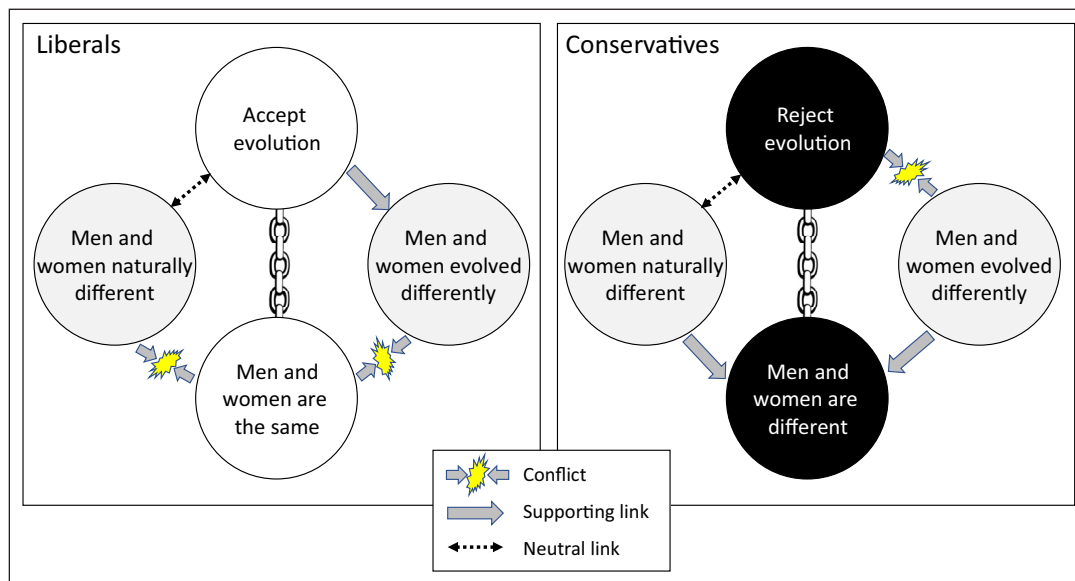 Liberals
Accept
evolution
Men and
women naturally
different
Men and
women evolved
differently
Men and
women are
the same
Conservatives
Reject
evolution
Men and
women naturally
different
Men and
women evolved
differently
Men and
women are
different
Conflict
Supporting link
Neutral link